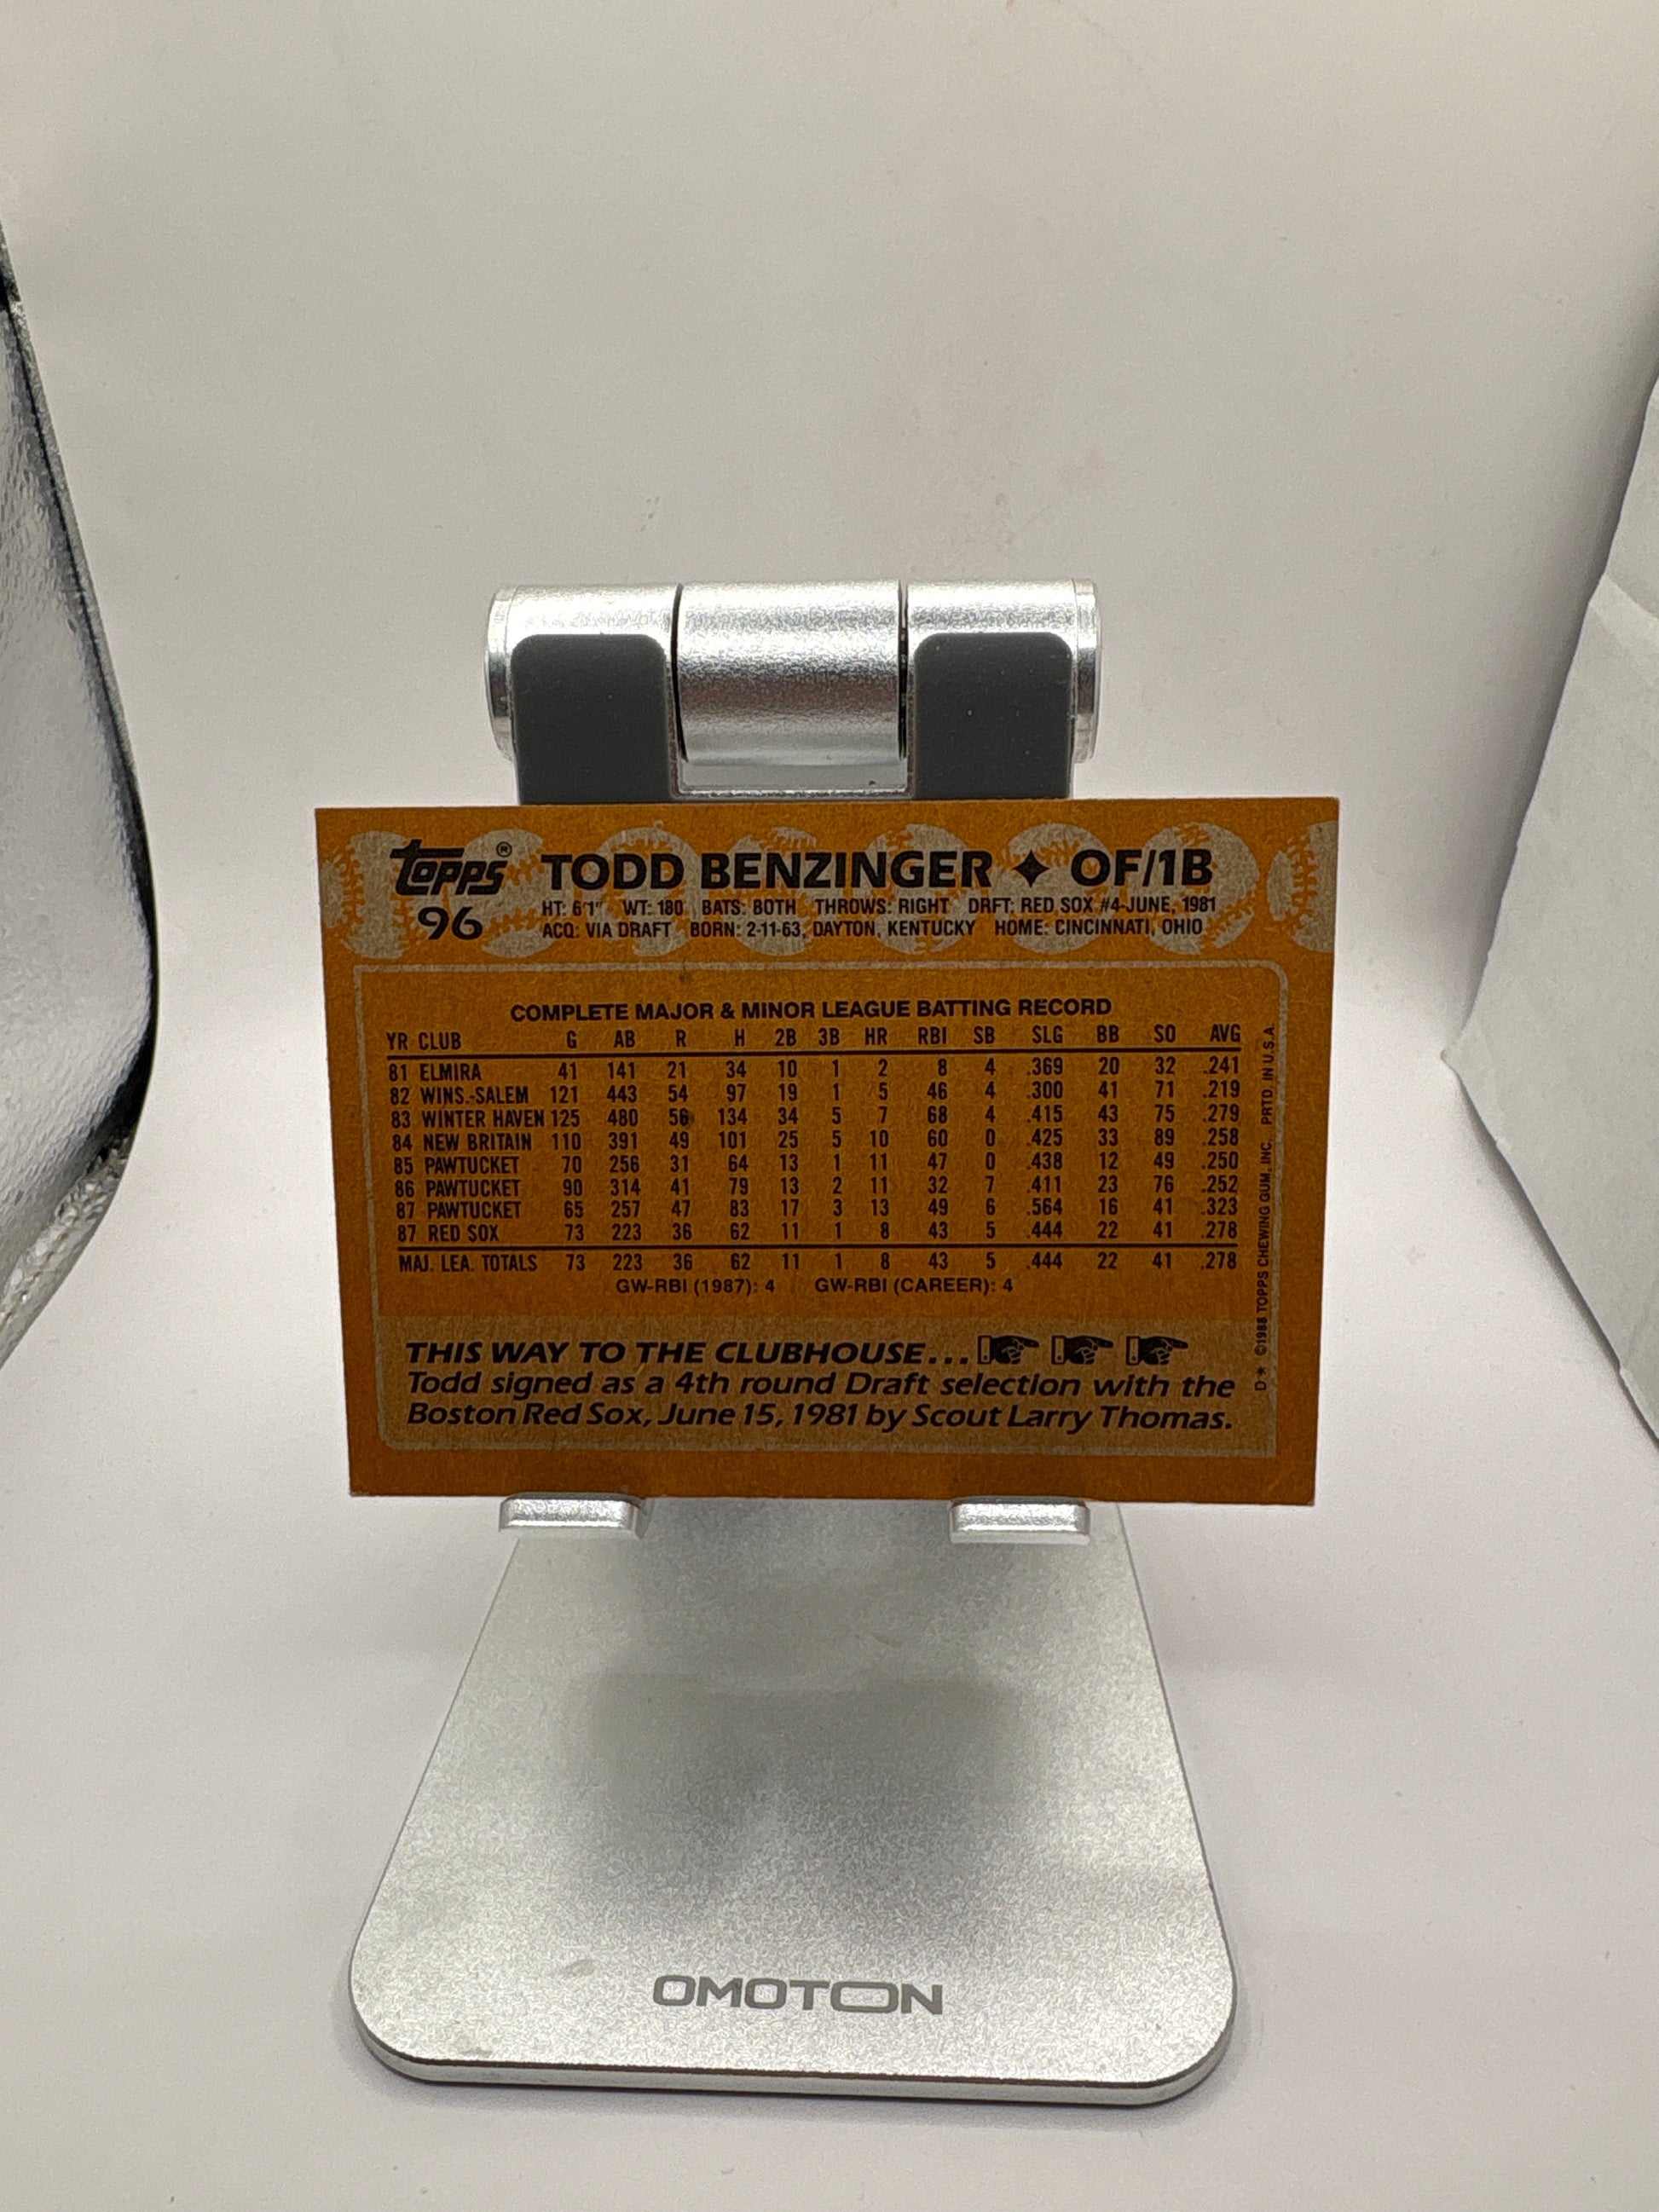 topps® TODD BENZINGER ✦ OF/1B
96 HT: 6'1" WT: 180 BATS: BOTH THROWS: RIGHT DRFT: RED SOX #4-JUNE, 1981
ACQ: VIA DRAFT BORN: 2-11-63, DAYTON, KENTUCKY HOME: CINCINNATI, OHIO
COMPLETE MAJOR & MINOR LEAGUE BATTING RECORD
YR CLUB G AB R H 2B 3B HR RBI SB SLG BB SO AVG
81 ELMIRA 41 141 21 34 10 1 2 8 4 .369 20 32 .241
82 WINS.-SALEM 121 443 54 97 19 1 5 46 4 .300 41 71 .219
83 WINTER HAVEN 125 480 56 134 34 5 7 68 4 .415 43 75 .279
84 NEW BRITAIN 110 391 49 101 25 5 10 60 0 .425 33 89 .258
85 PAWTUCKET 70 256 31 64 13 1 11 47 0 .438 12 49 .250
86 PAWTUCKET 90 314 41 79 13 2 11 32 7 .411 23 76 .252
87 PAWTUCKET 65 257 47 83 17 3 13 49 6 .564 16 41 .323
87 RED SOX 73 223 36 62 11 1 8 43 5 .444 22 41 .278
MAJ. LEA. TOTALS 73 223 36 62 11 1 8 43 5 .444 22 41 .278
GW-RBI (1987): 4 GW-RBI (CAREER): 4
THIS WAY TO THE CLUBHOUSE...
Todd signed as a 4th round Draft selection with the
Boston Red Sox, June 15, 1981 by Scout Larry Thomas.
D* ©1988 TOPPS CHEWING GUM, INC. PRTD. IN U.S.A.
OMOTON